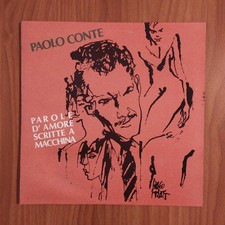 PAOLO CONTE
PAROLE
D'AMORE
SCRITTE A
MACCHINA